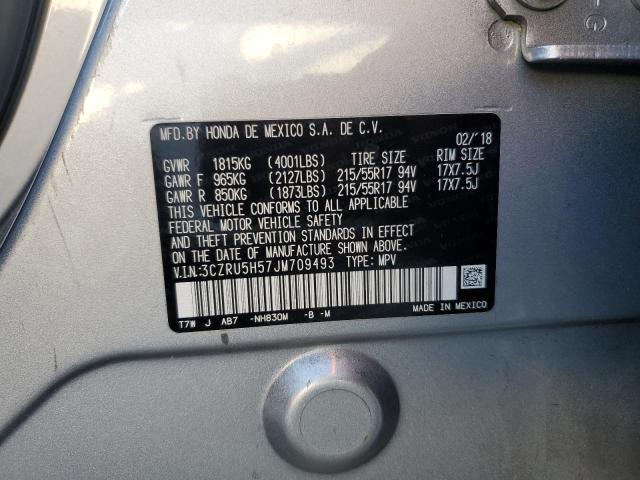 MFD.BY HONDA DE MEXICO S.A. DE C.V. 02/'18
GVWR 1815KG (4001LBS) TIRE SIZE RIM SIZE
GAWR F 965KG (2127LBS) 215/55R17 94V 17X7.5J
GAWR R 850KG (1873LBS) 215/55R17 94V 17X7.5J
THIS VEHICLE CONFORMS TO ALL APPLICABLE
FEDERAL MOTOR VEHICLE SAFETY
AND THEFT PREVENTION STANDARDS IN EFFECT
ON THE DATE OF MANUFACTURE SHOWN ABOVE.
V.I.N:3CZRU5H57JM709493 TYPE: MPV
T7W J AB7 -NH830M -B -M MADE IN MEXICO